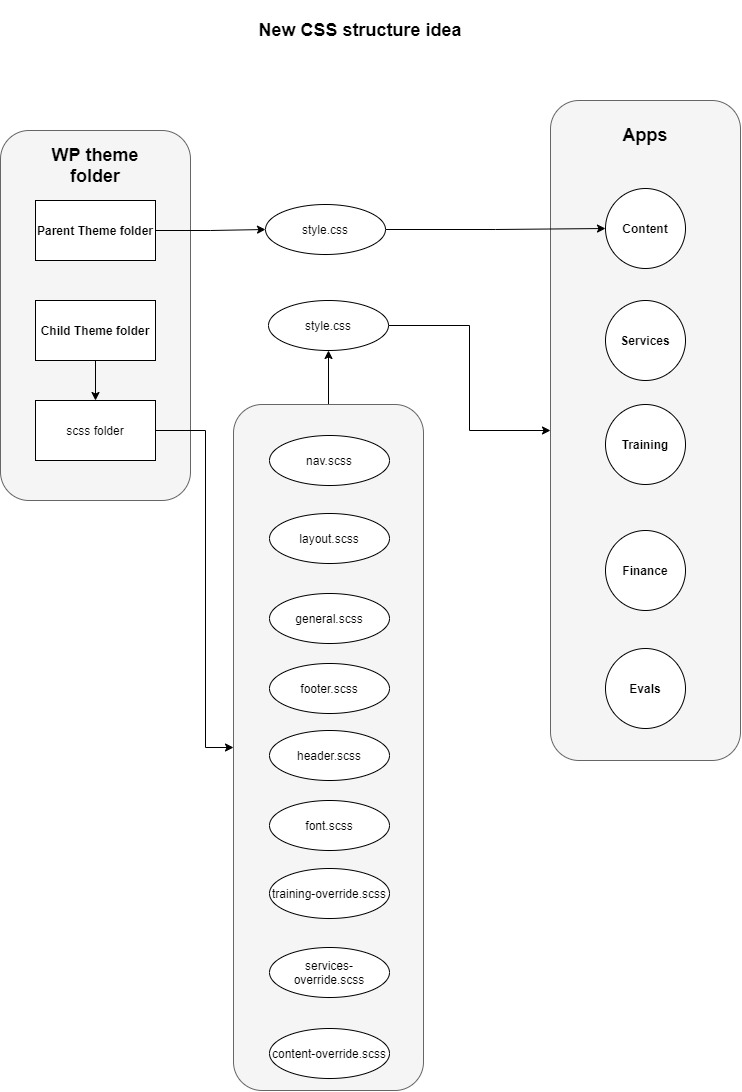 New CSS structure idea
WP theme
folder
Parent Theme folder
Child Theme folder
scss folder
style.css
style.css
nav.scss
layout.scss
general.scss
footer.scss
header.scss
font.scss
training-override.scss
services-
override.scss
content-override.scss
Apps
Content
Services
Training
Finance
Evals